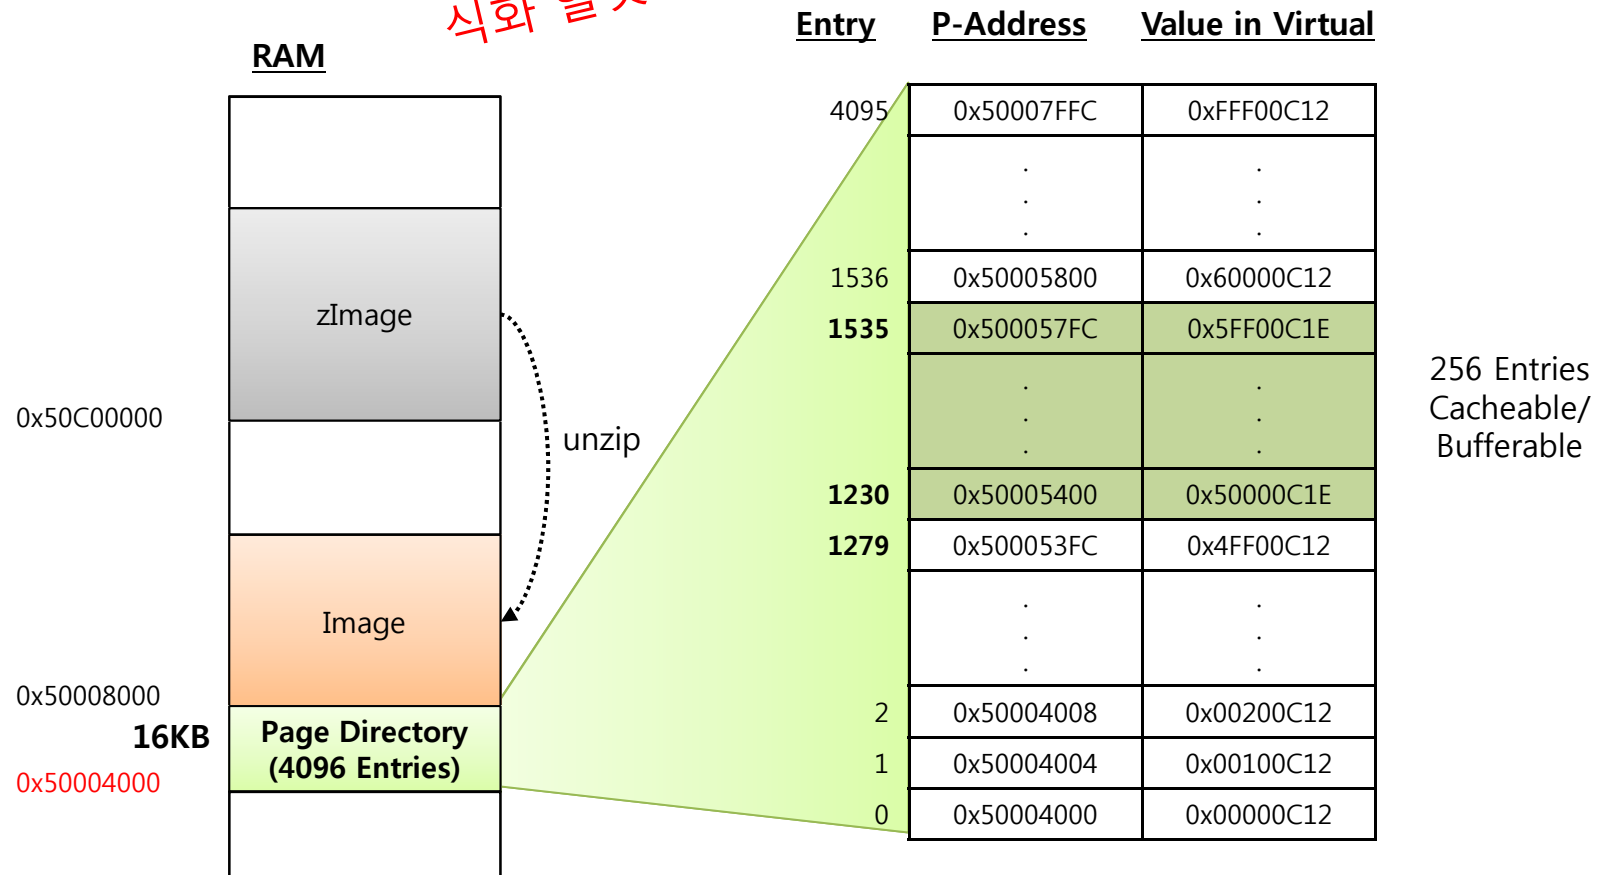 식화
RAM
Entry P-Address Value in Virtual
4095 0x50007FFC 0xFFF00C12
.
.
.
.
.
.
1536 0x50005800 0x60000C12
1535 0x500057FC 0x5FF00C1E
.
.
.
.
.
.
1230 0x50005400 0x50000C1E
1279 0x500053FC 0x4FF00C12
.
.
.
.
.
.
2 0x50004008 0x00200C12
1 0x50004004 0x00100C12
0 0x50004000 0x00000C12
256 Entries
Cacheable/
Bufferable
zImage
0x50C00000
unzip
Image
0x50008000
16KB
Page Directory
(4096 Entries)
0x50004000